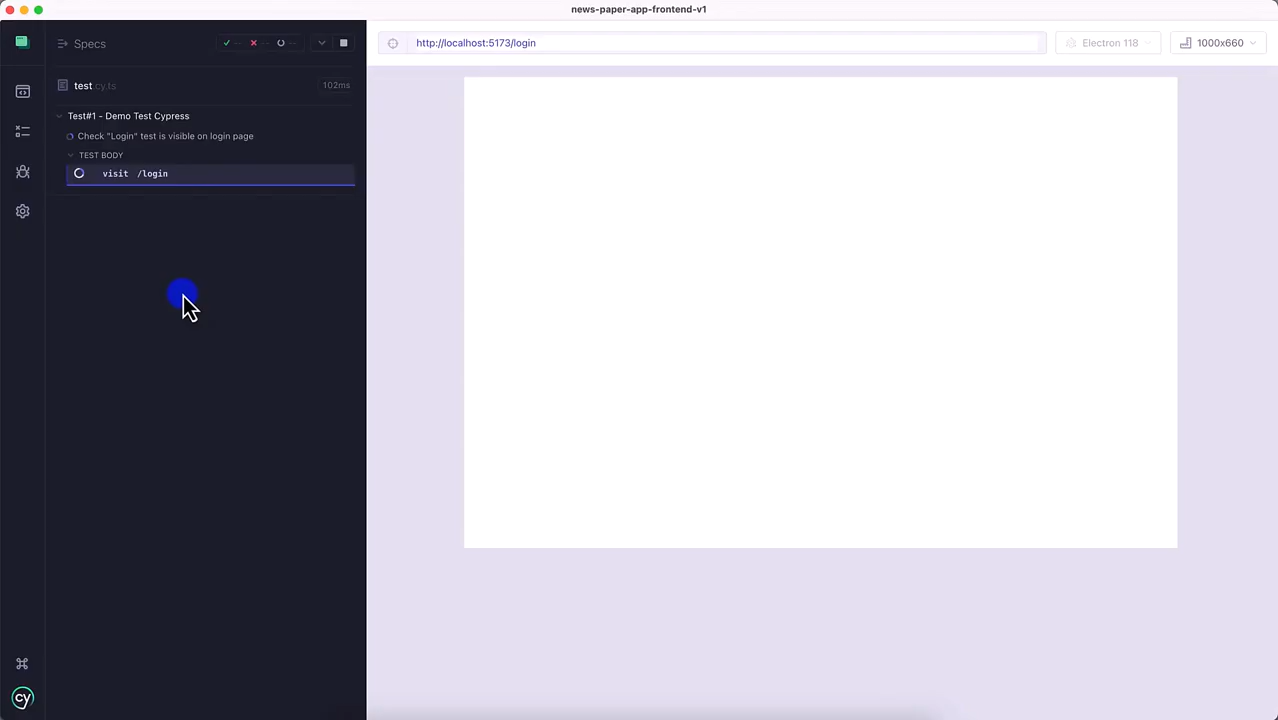 news-paper-app-frontend-v1
Specs
-- -- --
http://localhost:5173/login
Electron 118
1000x660
test.cy.ts
102ms
Test#1 - Demo Test Cypress
Check "Login" test is visible on login page
TEST BODY
visit /login
cy